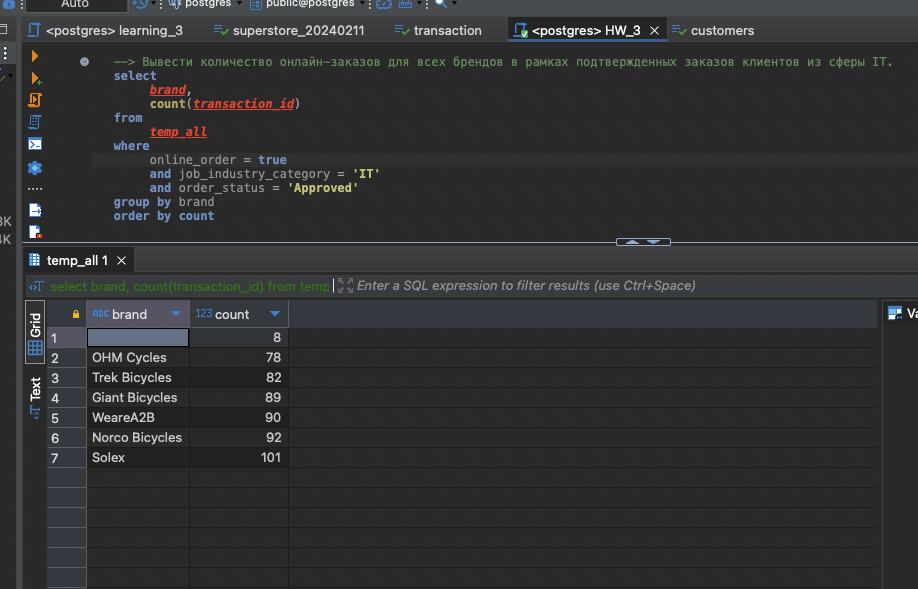 Auto
postgres
public@postgres
<postgres> learning_3
superstore_20240211
transaction
<postgres> HW_3
customers
--> Вывести количество онлайн-заказов для всех брендов в рамках подтвержденных заказов клиентов из сферы IT.
select
brand,
count(transaction_id)
from
temp_all
where
online_order = true
and job_industry_category = 'IT'
and order_status = 'Approved'
group by brand
order by count
3K
4K
temp_all 1
select brand, count(transaction_id) from temp
Enter a SQL expression to filter results (use Ctrl+Space)
Grid
Text
ABC brand
123 count
1 8
2 OHM Cycles 78
3 Trek Bicycles 82
4 Giant Bicycles 89
5 WeareA2B 90
6 Norco Bicycles 92
7 Solex 101